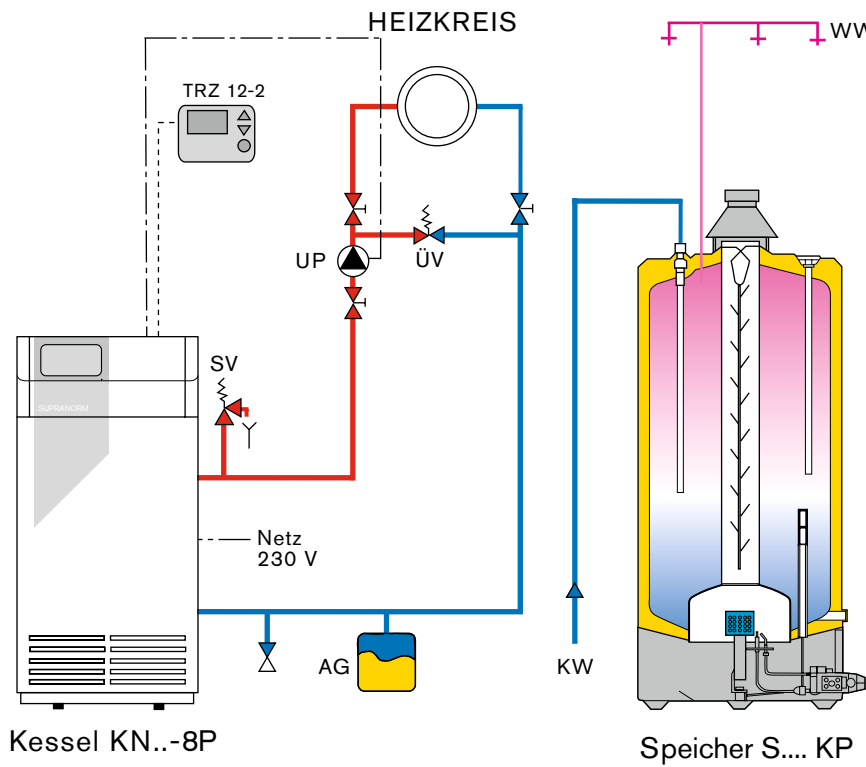 HEIZKREIS
WW
TRZ 12-2
UP
ÜV
SV
SUPRANORM
Netz
230 V
AG
KW
Kessel KN..-8P
Speicher S.... KP